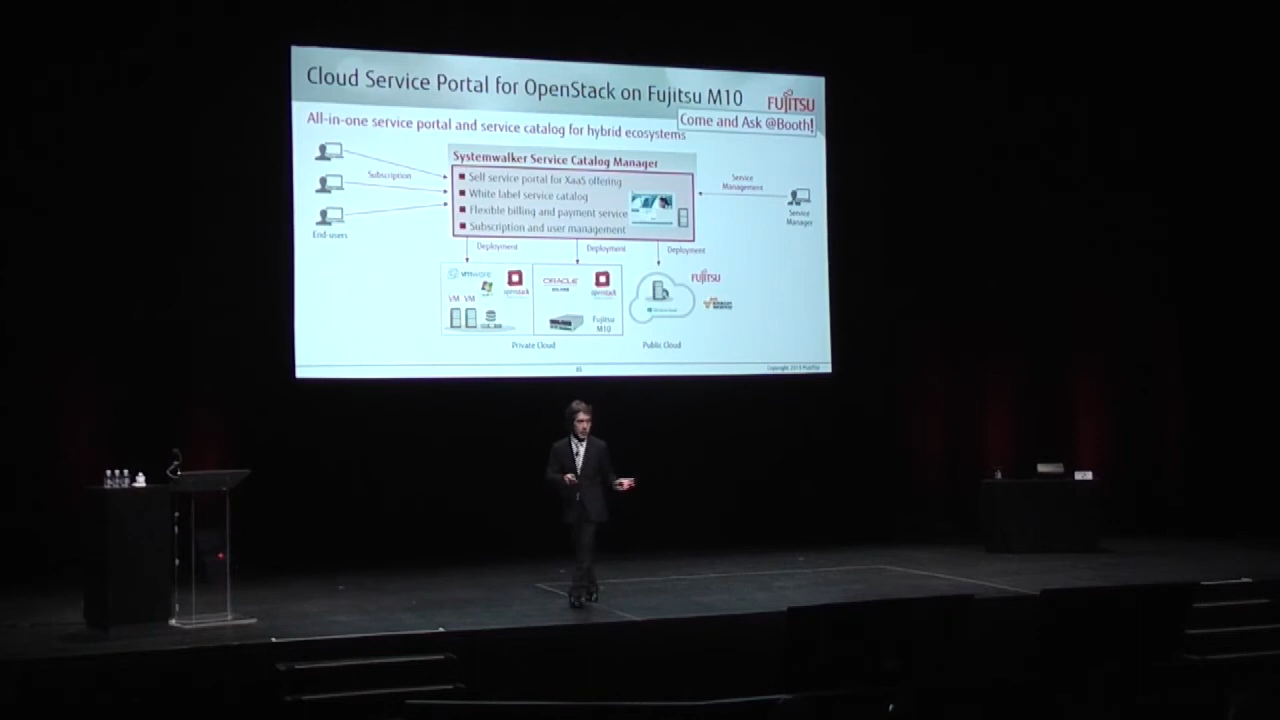 Cloud Service Portal for OpenStack on Fujitsu M10
FUJITSU
Come and Ask @Booth!
All-in-one service portal and service catalog for hybrid ecosystems
Systemwalker Service Catalog Manager
Self service portal for XaaS offering
White label service catalog
Flexible billing and payment service
Subscription and user management
Subscription
End-users
Service
Management
Service
Manager
Deployment
Deployment
Deployment
vmware
openstack
VM VM
ORACLE
openstack
Fujitsu
M10
FUJITSU
Private Cloud
Public Cloud